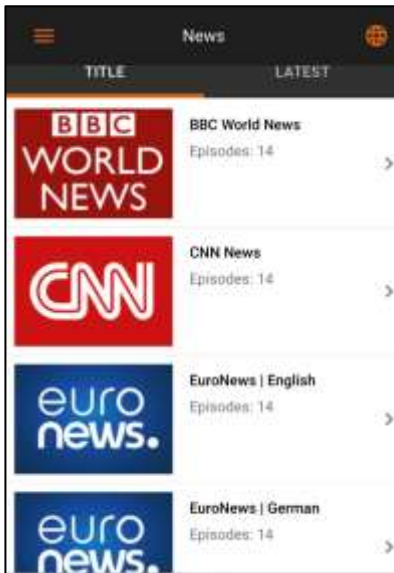 News
TITLE
LATEST
BBC
WORLD
NEWS
BBC World News
Episodes: 14
CNN
CNN News
Episodes: 14
euro
news.
EuroNews | English
Episodes: 14
euro
news.
EuroNews | German
Episodes: 14